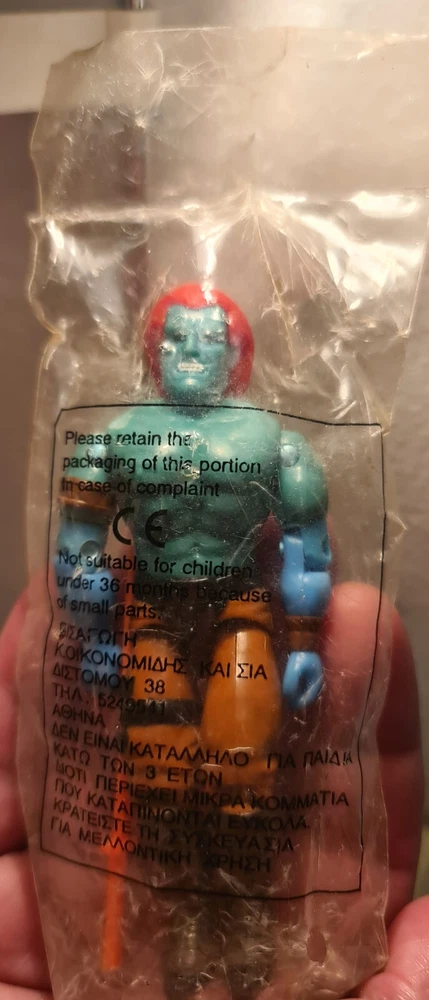 Please retain the
packaging of this portion
in case of complaint
CE
Not suitable for children
under 36 months because
of small parts.
ΕΙΣΑΓΩΓΗ
Κ.ΟΙΚΟΝΟΜΙΔΗΣ ΚΑΙ ΣΙΑ
ΔΙΣΤΟΜΟΥ 38
ΤΗΛ
ΑΘΗΝΑ
ΔΕΝ ΕΙΝΑΙ ΚΑΤΑΛΛΗΛΟ ΓΙΑ ΠΑΙΔΙΑ
ΚΑΤΩ ΤΩΝ 3 ΕΤΩΝ
ΔΙΟΤΙ ΠΕΡΙΕΧΕΙ ΜΙΚΡΑ ΚΟΜΜΑΤΙΑ
ΠΟΥ ΚΑΤΑΠΙΝΟΝΤΑΙ ΕΥΚΟΛΑ.
ΚΡΑΤΕΙΣΤΕ ΤΗ ΣΥΣΚΕΥΑΣΙΑ
ΓΙΑ ΜΕΛΛΟΝΤΙΚΗ ΧΡΗΣΗ